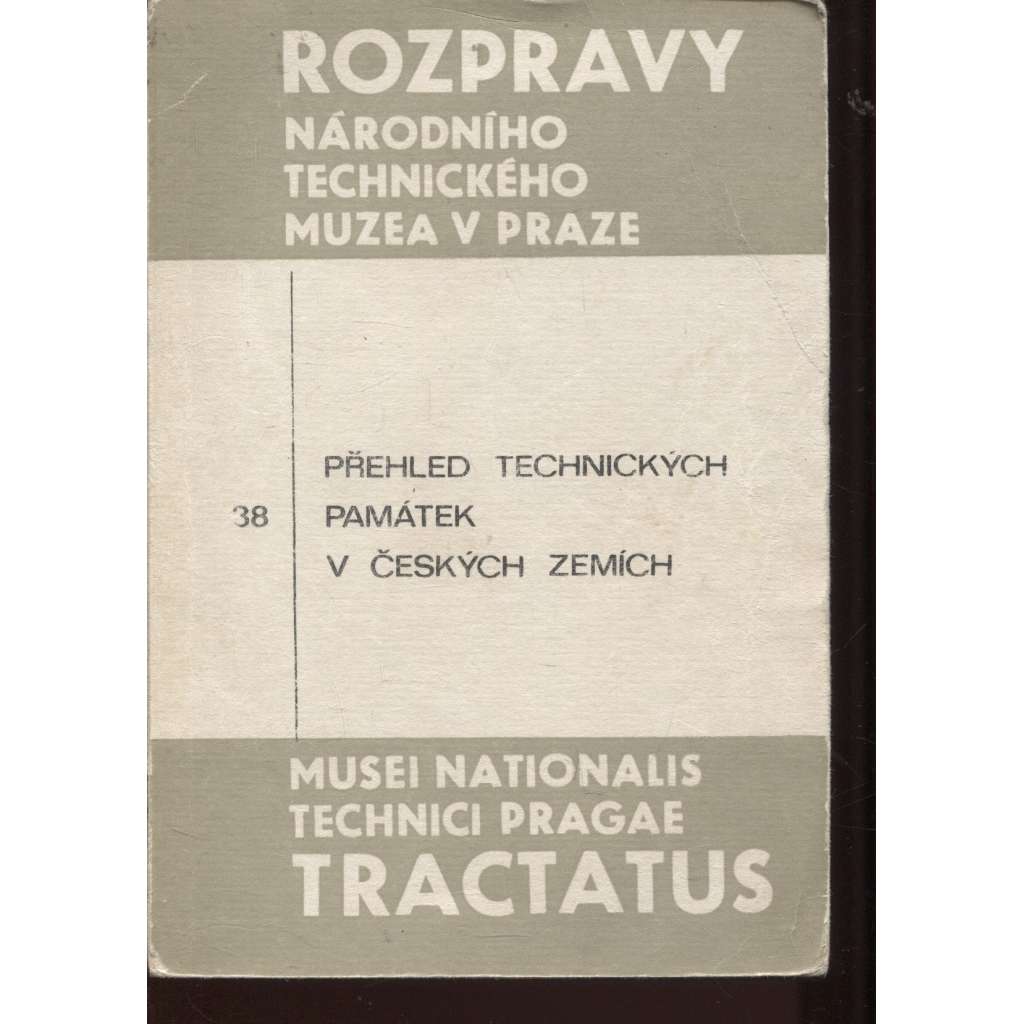 ROZPRAVY
NÁRODNÍHO
TECHNICKÉHO
MUZEA V PRAZE
PŘEHLED TECHNICKÝCH
38 PAMÁTEK
V ČESKÝCH ZEMÍCH
MUSEI NATIONALIS
TECHNICI PRAGAE
TRACTATUS